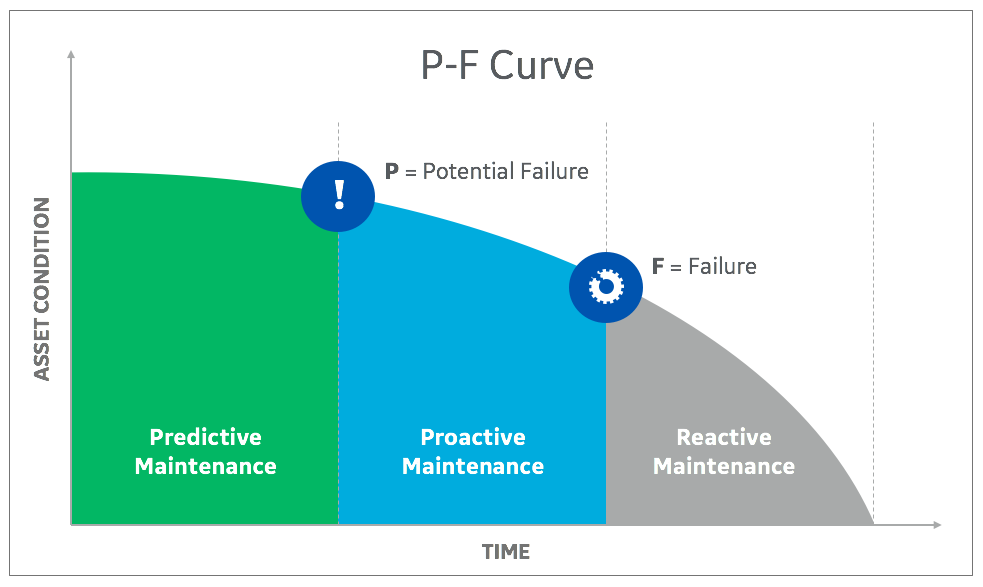 P-F Curve
P = Potential Failure
F = Failure
ASSET CONDITION
Predictive
Maintenance
Proactive
Maintenance
Reactive
Maintenance
TIME